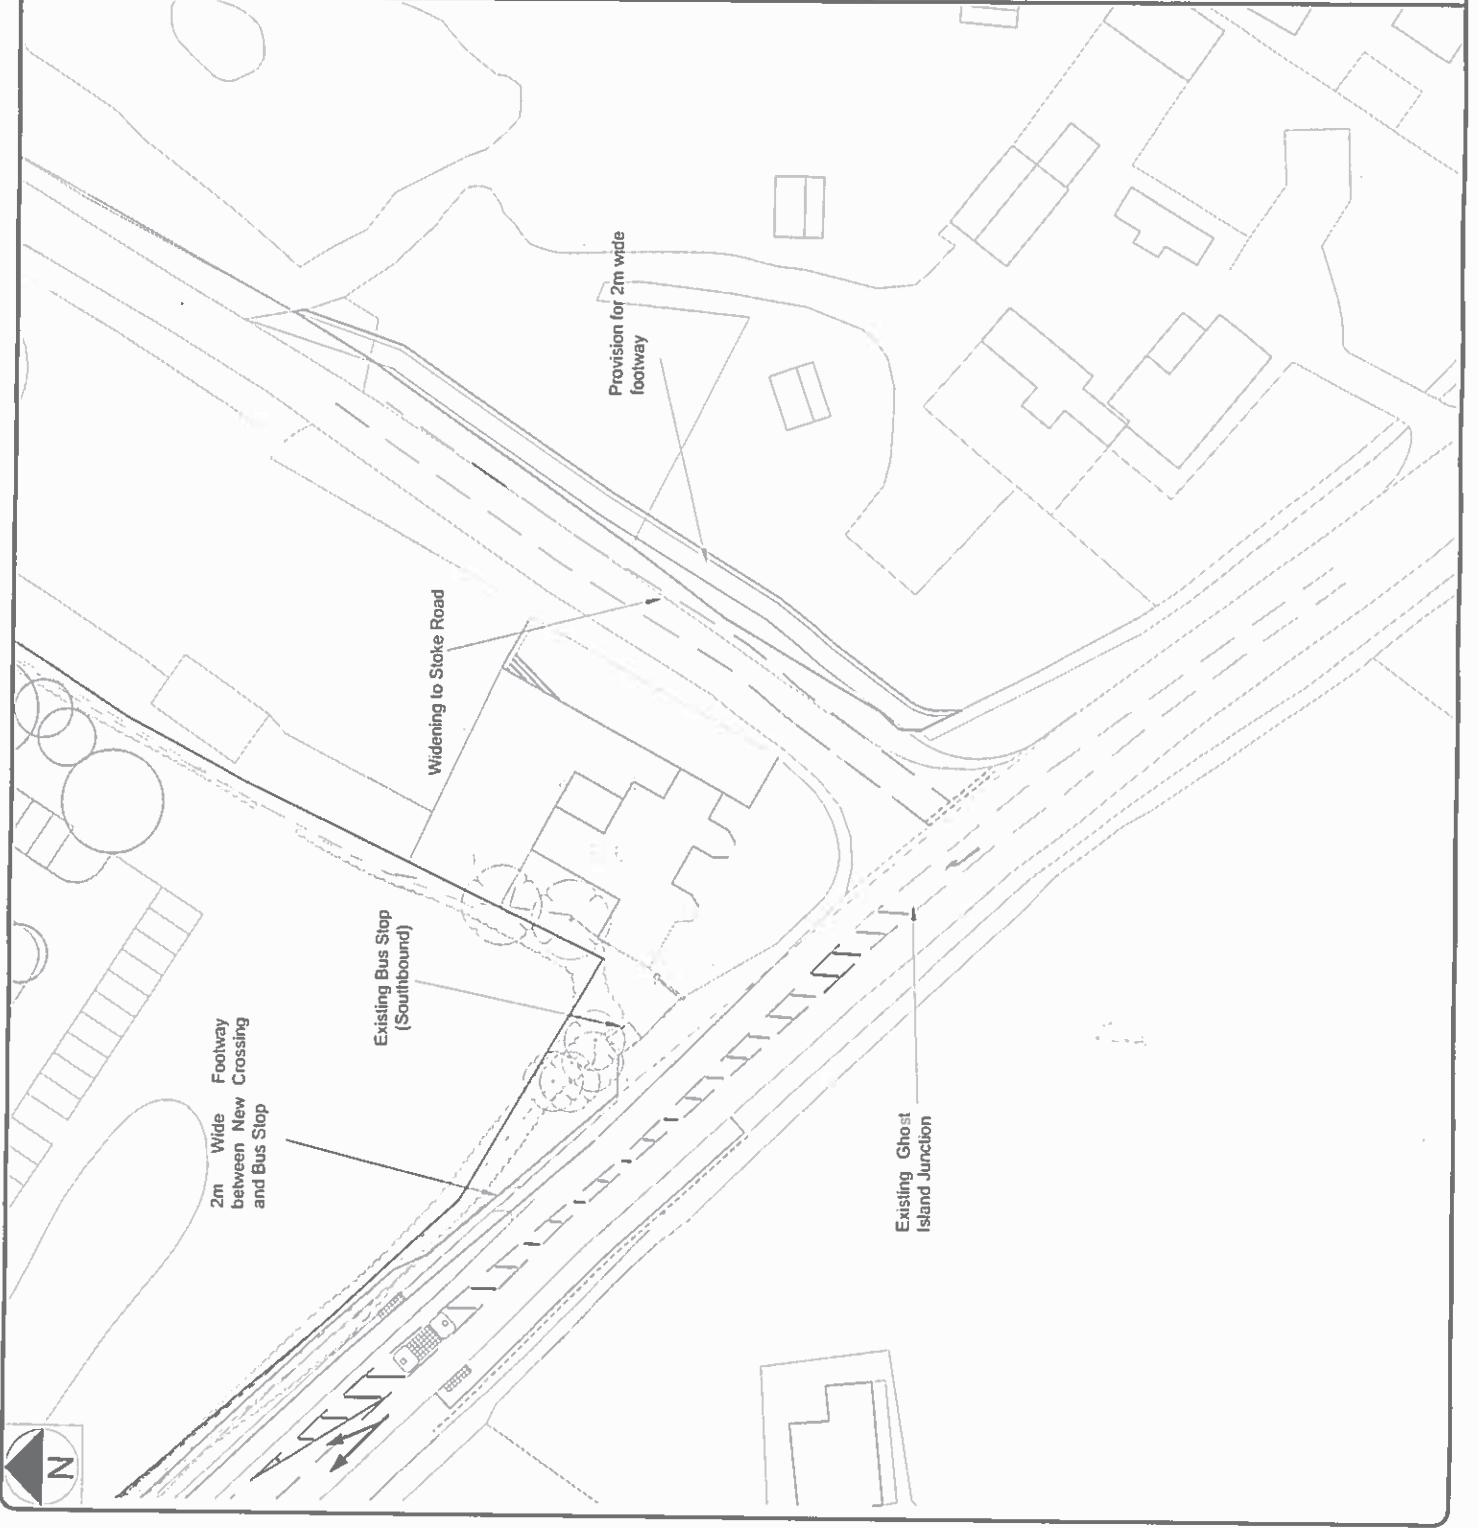 Provision for 2m wide
footway
Widening to Stoke Road
Existing Bus Stop
(Southbound)
2m Wide Footway
between New Crossing
and Bus Stop
Existing Ghost
Island Junction
N